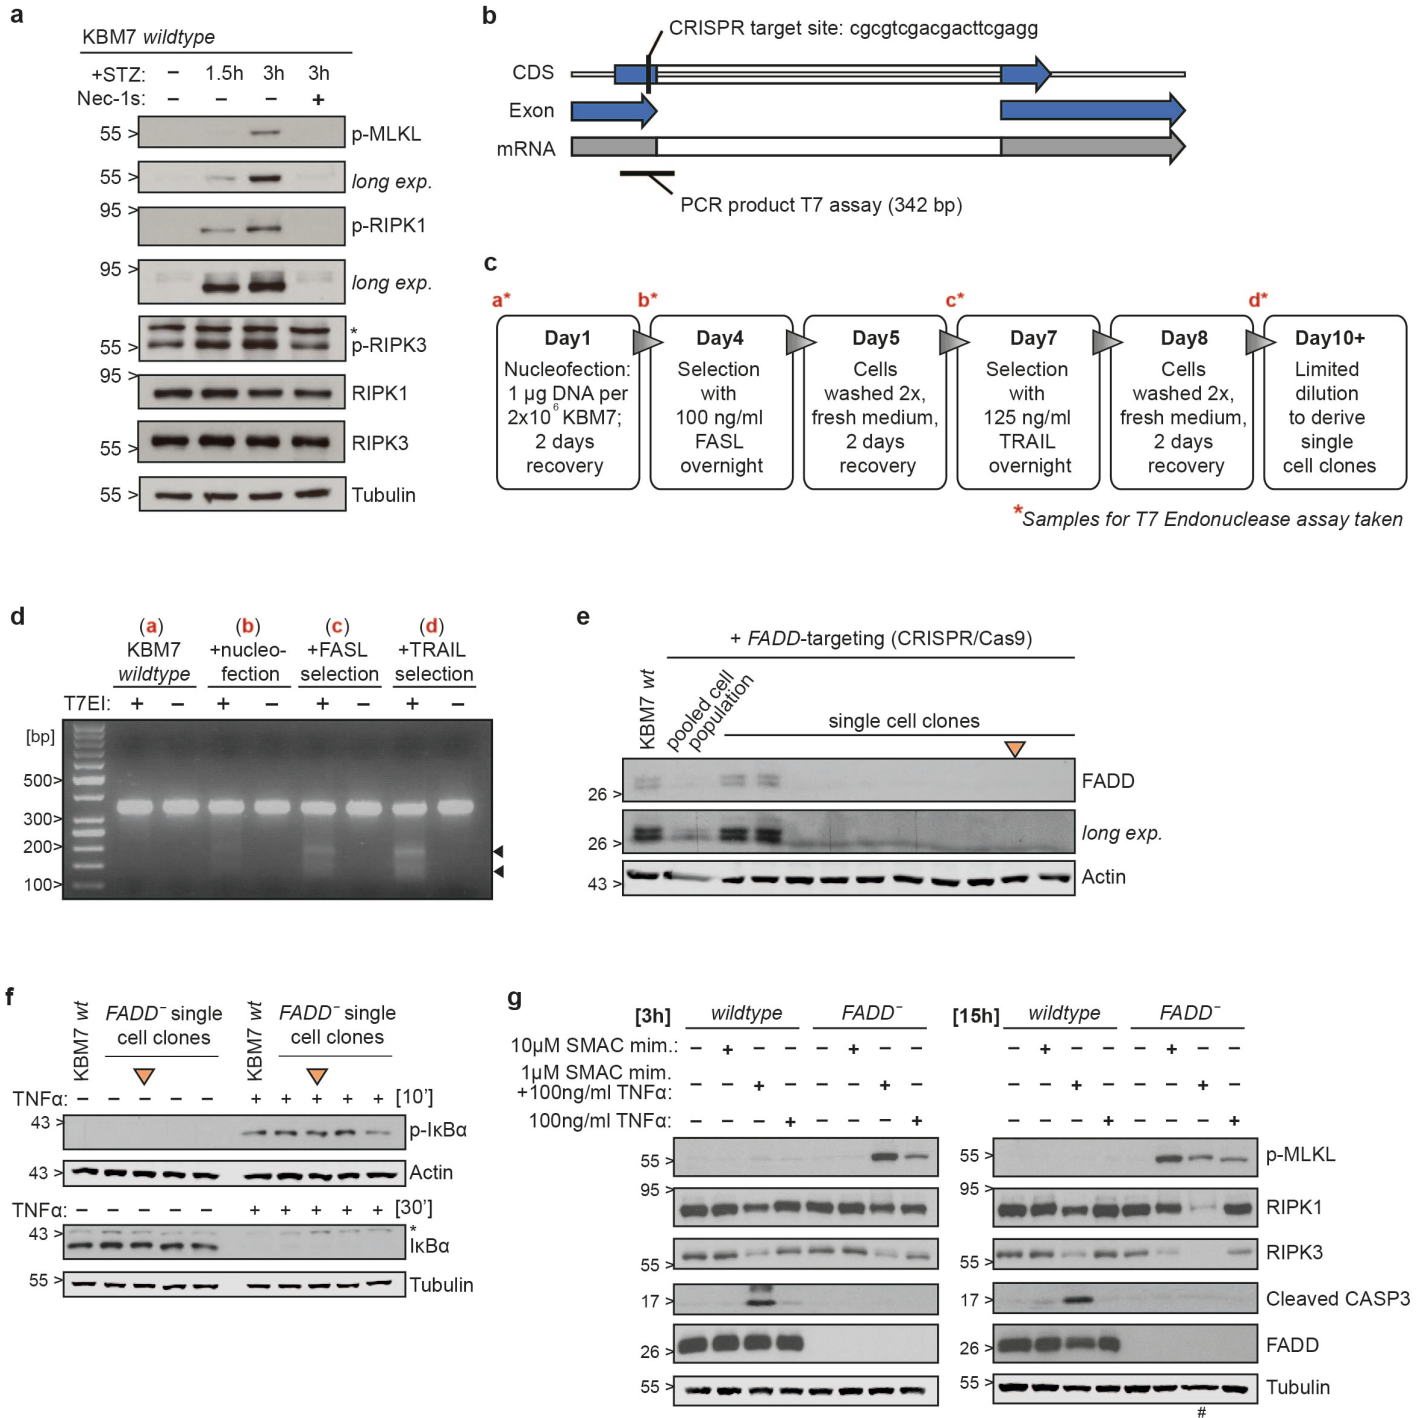 a
KBM7 wildtype
+STZ: – 1.5h 3h 3h
Nec-1s: – – – +
55 > p-MLKL
55 > long exp.
95 > p-RIPK1
95 > long exp.
*
55 > p-RIPK3
95 > RIPK1
55 > RIPK3
55 > Tubulin
b
CRISPR target site: cgcgtcgacgacttcgagg
CDS
Exon
mRNA
PCR product T7 assay (342 bp)
c
a* b* c* d*
Day1
Nucleofection:
1 µg DNA per
2x10⁶ KBM7;
2 days
recovery
Day4
Selection
with
100 ng/ml
FASL
overnight
Day5
Cells
washed 2x,
fresh medium,
2 days
recovery
Day7
Selection
with
125 ng/ml
TRAIL
overnight
Day8
Cells
washed 2x,
fresh medium,
2 days
recovery
Day10+
Limited
dilution
to derive
single
cell clones
*Samples for T7 Endonuclease assay taken
d
(a) (b) (c) (d)
KBM7 +nucleo- +FASL +TRAIL
wildtype fection selection selection
T7EI: + – + – + – + –
[bp]
500>
300>
200>
100>
e
+ FADD-targeting (CRISPR/Cas9)
KBM7 wt
pooled cell
population
single cell clones
FADD
26 >
long exp.
26 >
43 > Actin
f
KBM7 wt FADD⁻ single cell clones KBM7 wt FADD⁻ single cell clones
TNFα: – – – – – + + + + + [10']
43 > p-IκBα
43 > Actin
TNFα: – – – – – + + + + + [30']
43 > *
IκBα
55 > Tubulin
g
[3h] wildtype FADD⁻ [15h] wildtype FADD⁻
10µM SMAC mim.: – + – – – + – – – + – – – + – –
1µM SMAC mim.
+100ng/ml TNFα: – – + – – – + – – – + – – – + –
100ng/ml TNFα: – – – + – – – + – – – + – – – +
55 > 55 > p-MLKL
95 > 95 > RIPK1
55 > 55 > RIPK3
17 > 17 > Cleaved CASP3
26 > 26 > FADD
55 > 55 > Tubulin
#